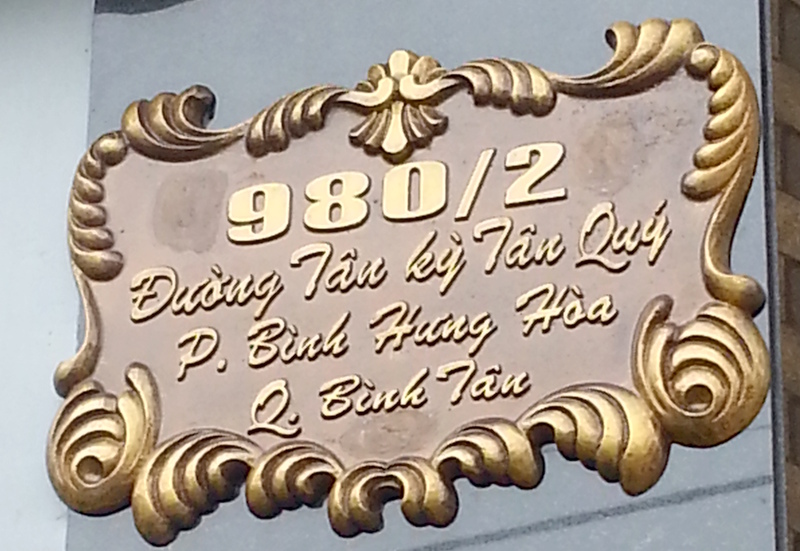 980/2
Đường Tân kỳ Tân Quý
P. Bình Hưng Hòa
Q. Bình Tân